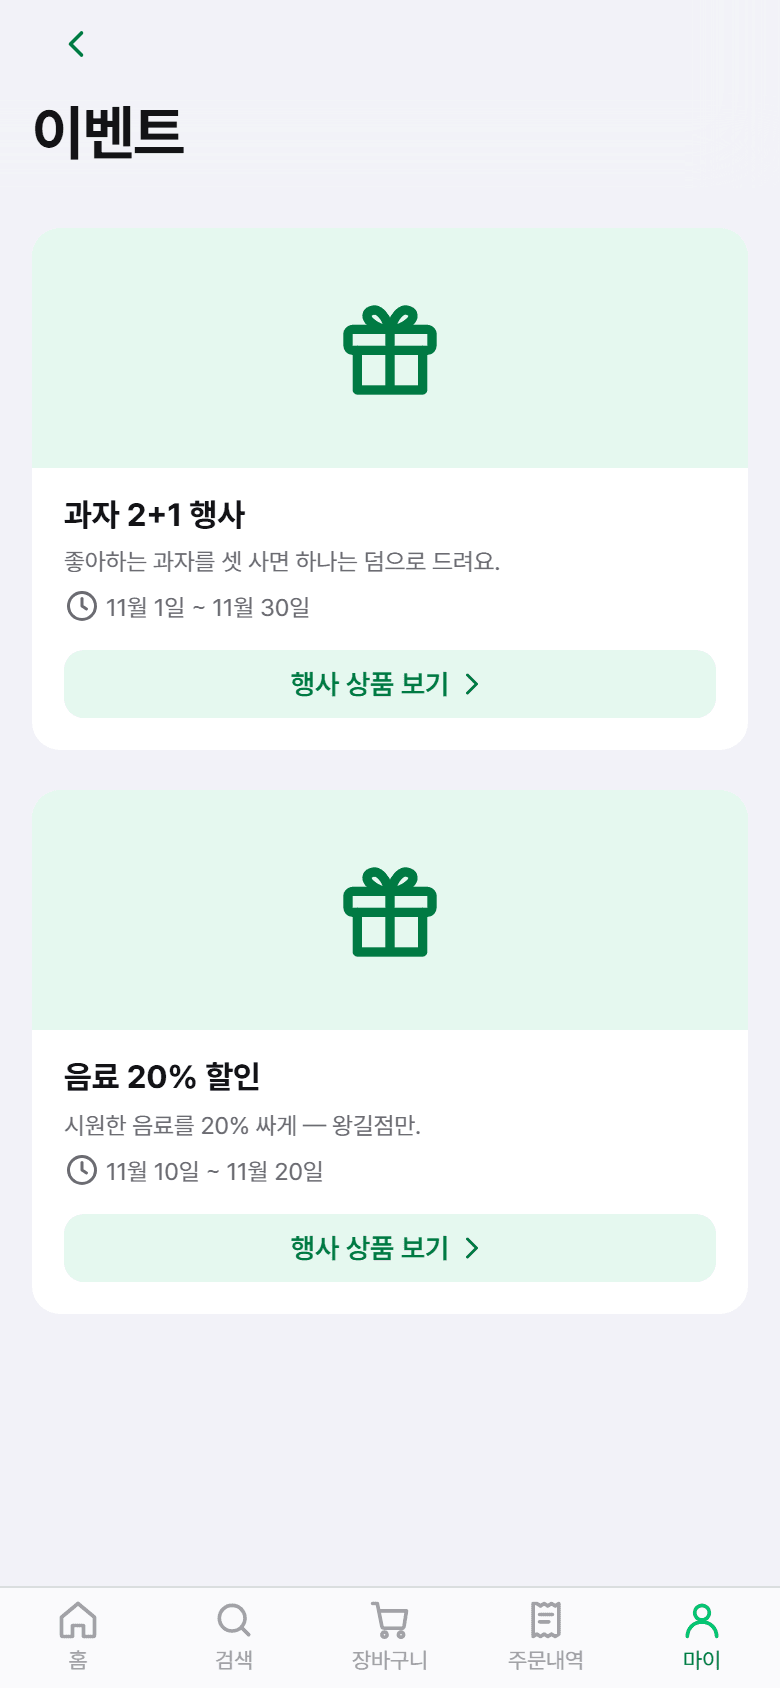 이벤트
과자 2+1 행사
좋아하는 과자를 셋 사면 하나는 덤으로 드려요.
11월 1일 ~ 11월 30일
행사 상품 보기
음료 20% 할인
시원한 음료를 20% 싸게 — 왕길점만.
11월 10일 ~ 11월 20일
행사 상품 보기
홈
검색
장바구니
주문내역
마이